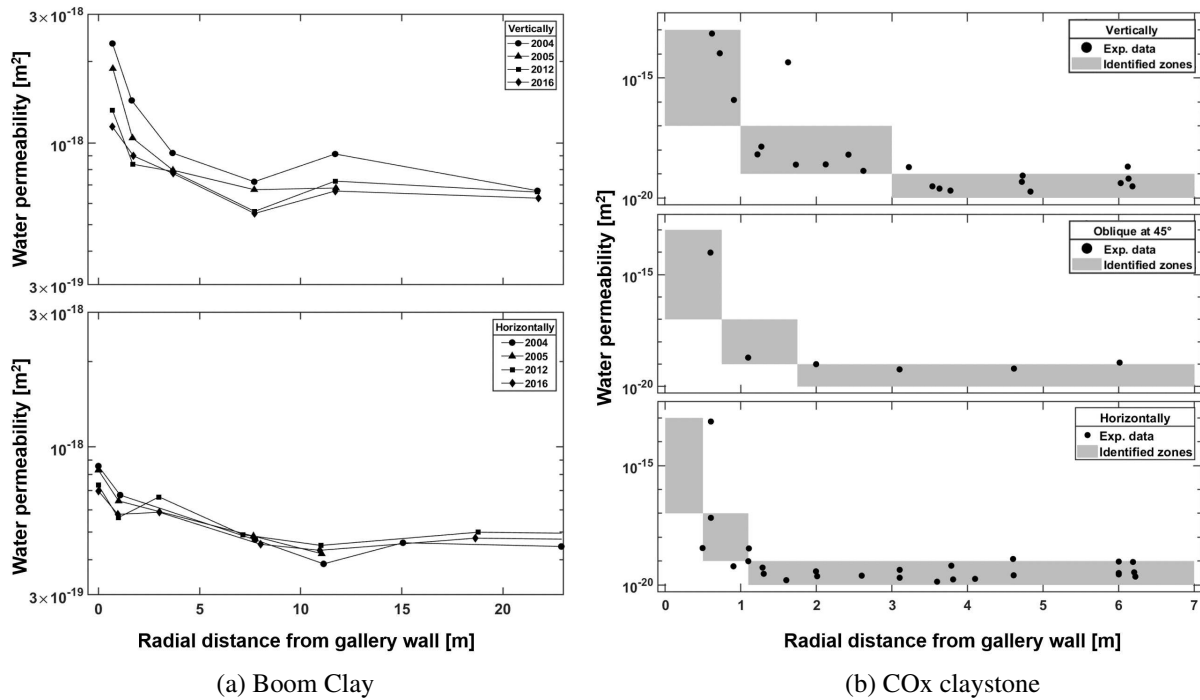 3×10⁻¹⁸
10⁻¹⁸
3×10⁻¹⁹
Water permeability [m²]
Vertically
2004
2005
2012
2016
3×10⁻¹⁸
10⁻¹⁸
3×10⁻¹⁹
Water permeability [m²]
Horizontally
2004
2005
2012
2016
0 5 10 15 20
Radial distance from gallery wall [m]
(a) Boom Clay
10⁻¹⁵
10⁻²⁰
Vertically
Exp. data
Identified zones
10⁻¹⁵
10⁻²⁰
Water permeability [m²]
Oblique at 45°
Exp. data
Identified zones
10⁻¹⁵
10⁻²⁰
Horizontally
Exp. data
Identified zones
0 1 2 3 4 5 6 7
Radial distance from gallery wall [m]
(b) COx claystone